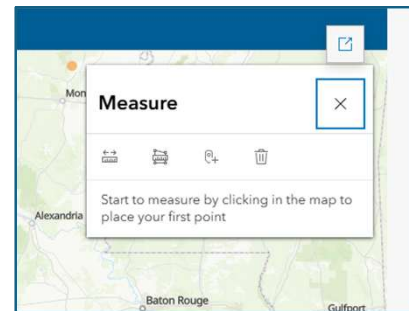 Mon
Measure
Start to measure by clicking in the map to
place your first point
Alexandria
Baton Rouge
Gulfport